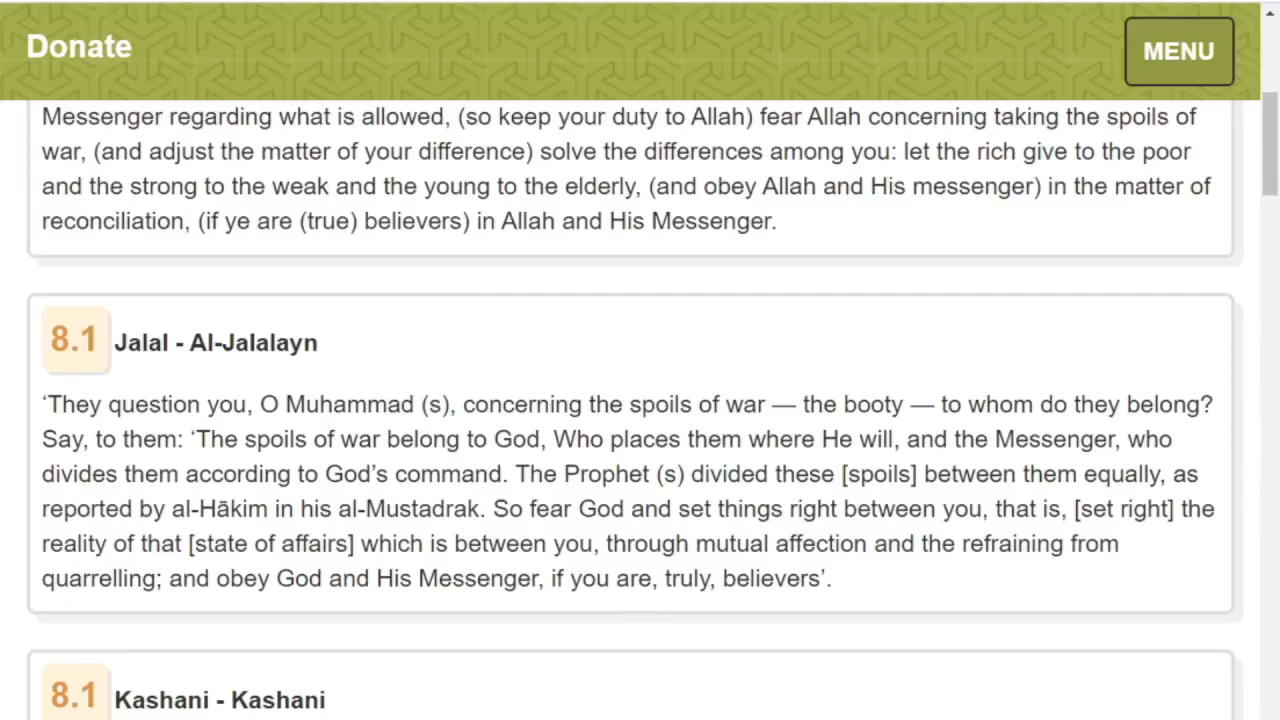 Donate
MENU
Messenger regarding what is allowed, (so keep your duty to Allah) fear Allah concerning taking the spoils of
war, (and adjust the matter of your difference) solve the differences among you: let the rich give to the poor
and the strong to the weak and the young to the elderly, (and obey Allah and His messenger) in the matter of
reconciliation, (if ye are (true) believers) in Allah and His Messenger.
8.1 Jalal - Al-Jalalayn
‘They question you, O Muhammad (s), concerning the spoils of war — the booty — to whom do they belong?
Say, to them: ‘The spoils of war belong to God, Who places them where He will, and the Messenger, who
divides them according to God’s command. The Prophet (s) divided these [spoils] between them equally, as
reported by al-Hākim in his al-Mustadrak. So fear God and set things right between you, that is, [set right] the
reality of that [state of affairs] which is between you, through mutual affection and the refraining from
quarrelling; and obey God and His Messenger, if you are, truly, believers’.
8.1 Kashani - Kashani